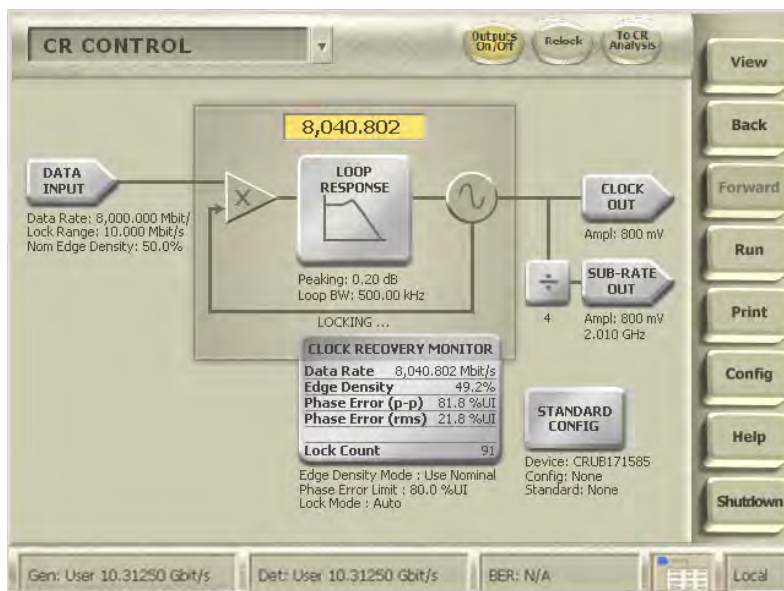 CR CONTROL
Outputs
On/Off
Relock
To CR
Analysis
View
Back
Forward
Run
Print
Config
Help
Shutdown
8,040.802
DATA
INPUT
Data Rate: 8,000.000 Mbit/
Lock Range: 10.000 Mbit/s
Nom Edge Density: 50.0%
X
LOOP
RESPONSE
Peaking: 0.20 dB
Loop BW: 500.00 kHz
LOCKING ...
CLOCK
OUT
Ampl: 800 mV
÷
4
SUB-RATE
OUT
Ampl: 800 mV
2.010 GHz
CLOCK RECOVERY MONITOR
Data Rate 8,040.802 Mbit/s
Edge Density 49.2%
Phase Error (p-p) 81.8 %UI
Phase Error (rms) 21.8 %UI
Lock Count 91
Edge Density Mode : Use Nominal
Phase Error Limit : 80.0 %UI
Lock Mode : Auto
STANDARD
CONFIG
Device: CRUB171585
Config: None
Standard: None
Gen: User 10.31250 Gbit/s
Det: User 10.31250 Gbit/s
BER: N/A
Local